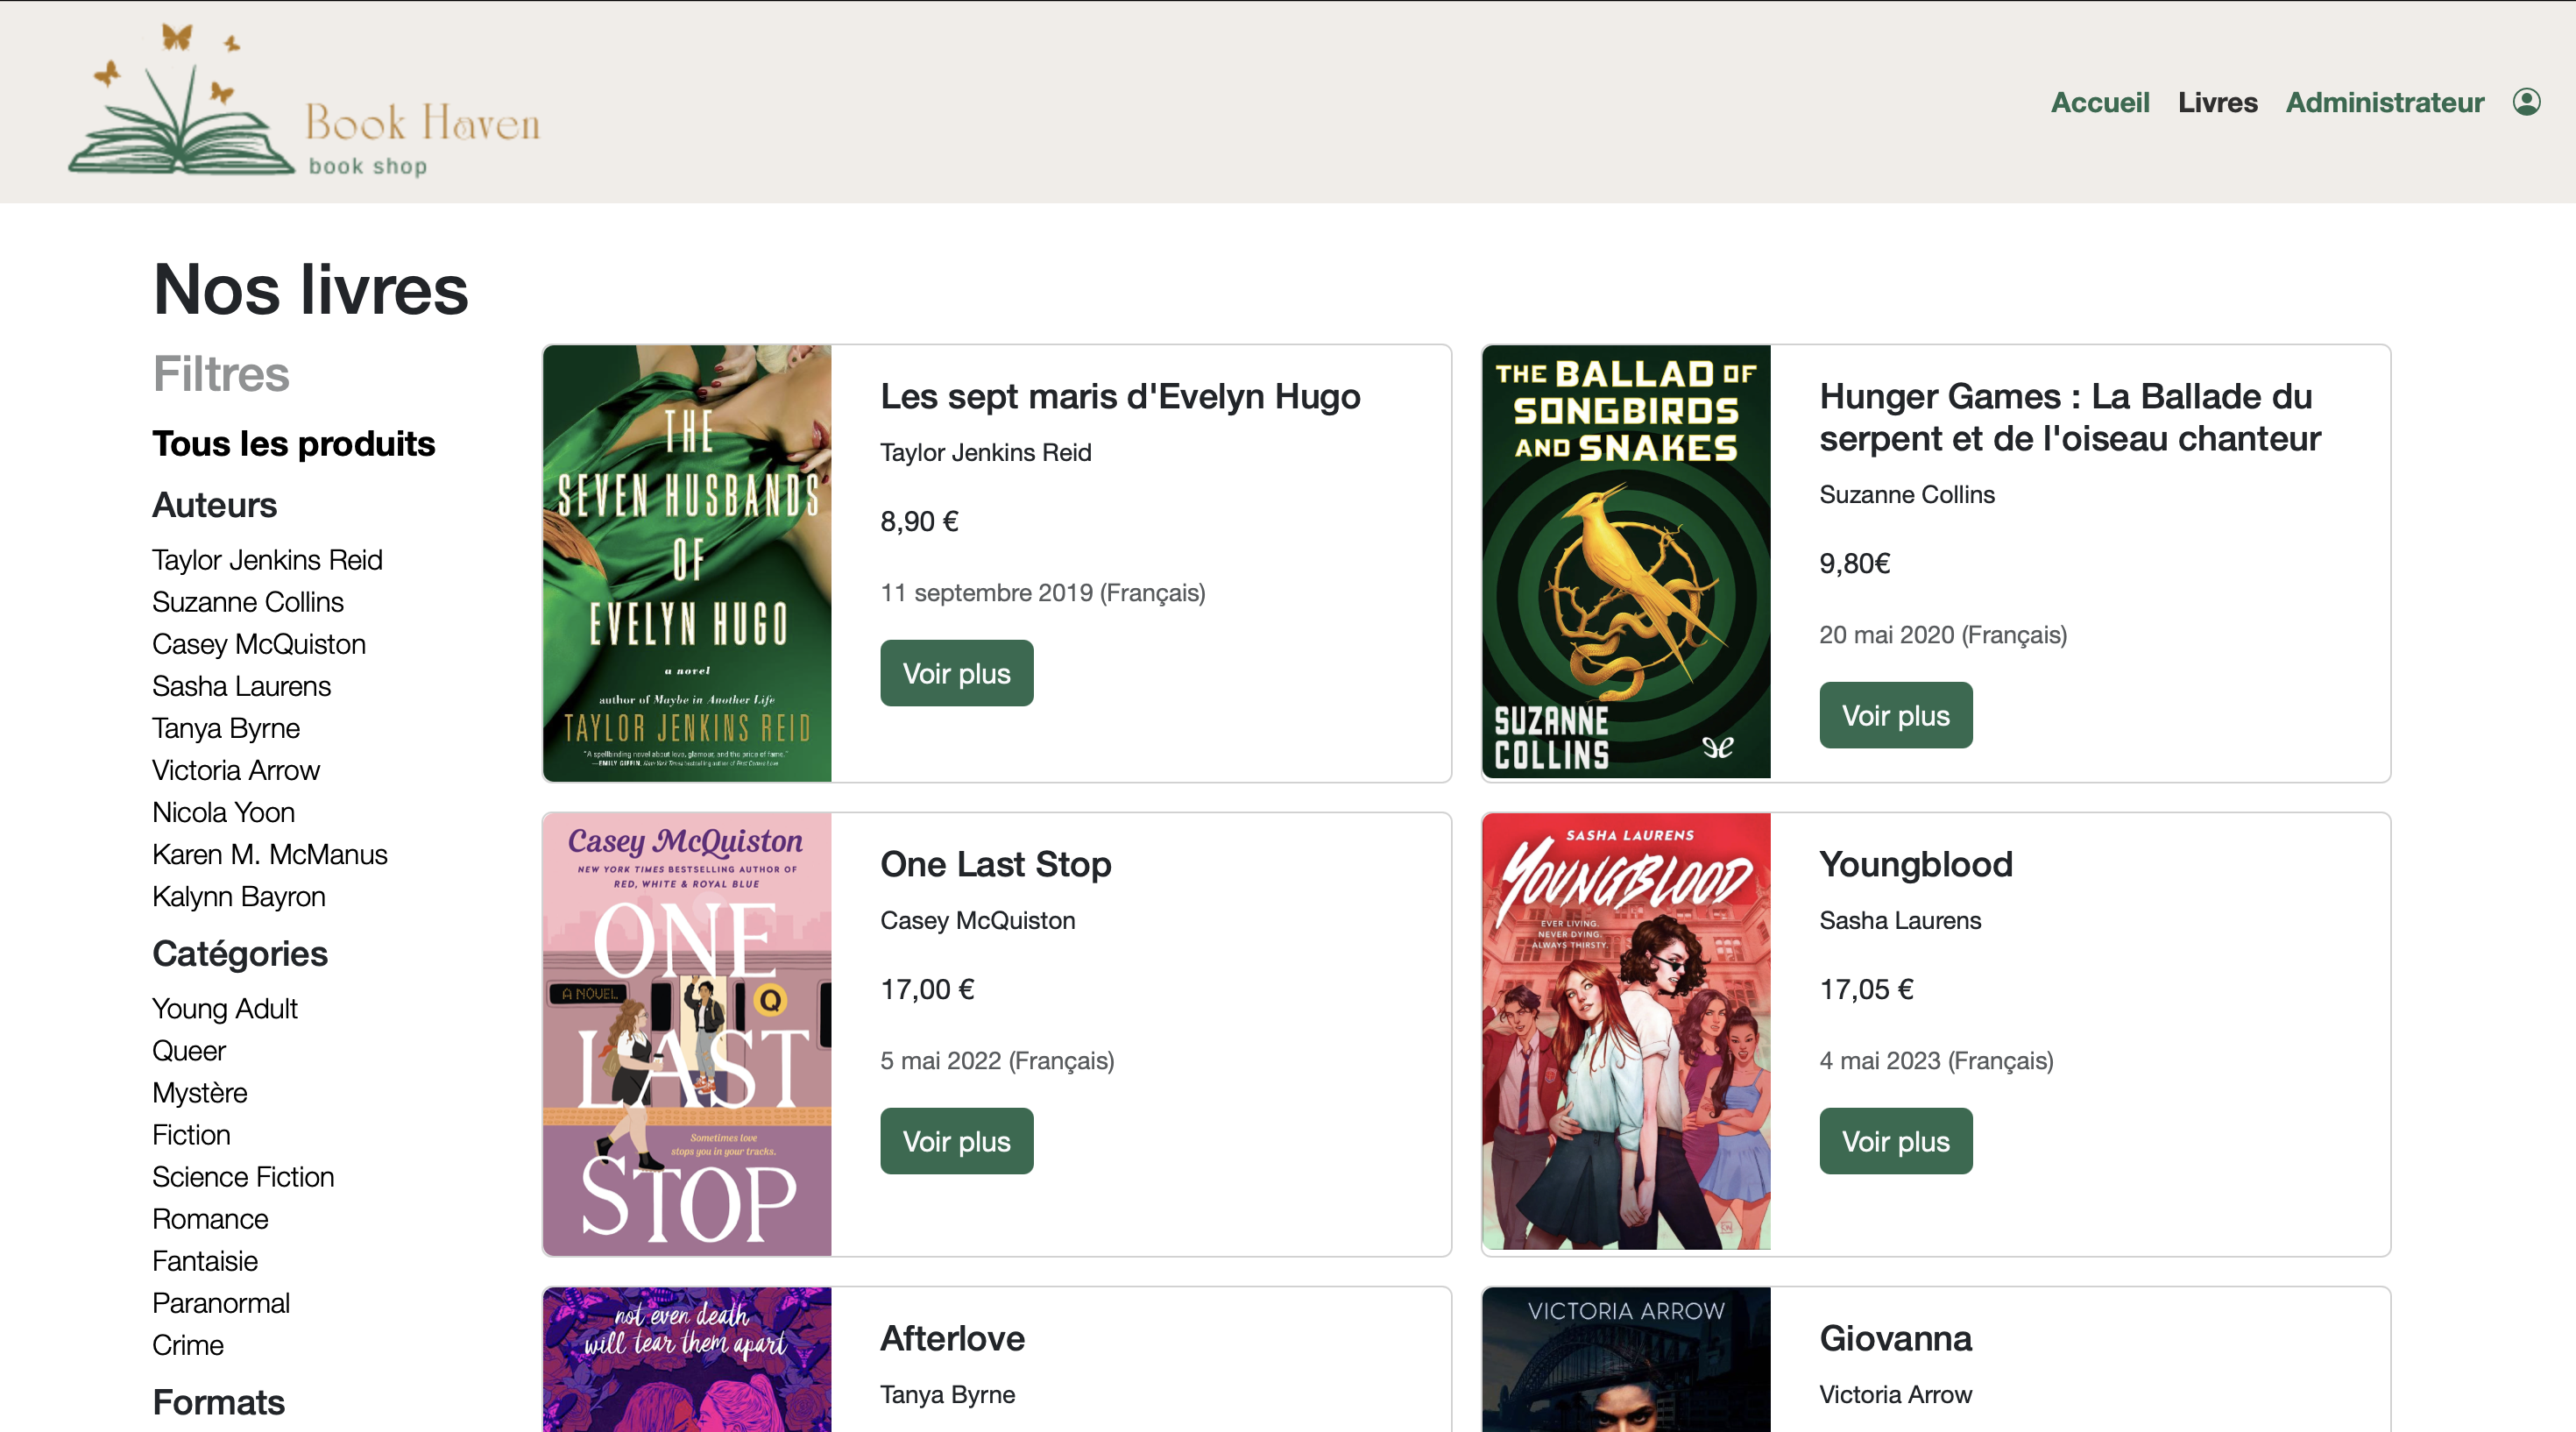 Book Haven
book shop
Accueil Livres Administrateur
Nos livres
Filtres
Tous les produits
Auteurs
Taylor Jenkins Reid
Suzanne Collins
Casey McQuiston
Sasha Laurens
Tanya Byrne
Victoria Arrow
Nicola Yoon
Karen M. McManus
Kalynn Bayron
Catégories
Young Adult
Queer
Mystère
Fiction
Science Fiction
Romance
Fantaisie
Paranormal
Crime
Formats
THE
SEVEN HUSBANDS
OF
EVELYN HUGO
a novel
author of Maybe in Another Life
TAYLOR JENKINS REID
"A spellbinding novel about love, glamour, and the price of fame."
Les sept maris d'Evelyn Hugo
Taylor Jenkins Reid
8,90 €
11 septembre 2019 (Français)
Voir plus
THE BALLAD OF
SONGBIRDS
AND SNAKES
SUZANNE
COLLINS
Hunger Games : La Ballade du
serpent et de l'oiseau chanteur
Suzanne Collins
9,80€
20 mai 2020 (Français)
Voir plus
Casey McQuiston
NEW YORK TIMES BESTSELLING AUTHOR OF
RED, WHITE & ROYAL BLUE
ONE
A NOVEL
Q
LAST
Sometimes love
stops you in your tracks.
STOP
One Last Stop
Casey McQuiston
17,00 €
5 mai 2022 (Français)
Voir plus
SASHA LAURENS
YOUNGBLOOD
EVER LIVING.
NEVER DYING.
ALWAYS THIRSTY.
Youngblood
Sasha Laurens
17,05 €
4 mai 2023 (Français)
Voir plus
not even death
will tear them apart
Afterlove
Tanya Byrne
VICTORIA ARROW
Giovanna
Victoria Arrow